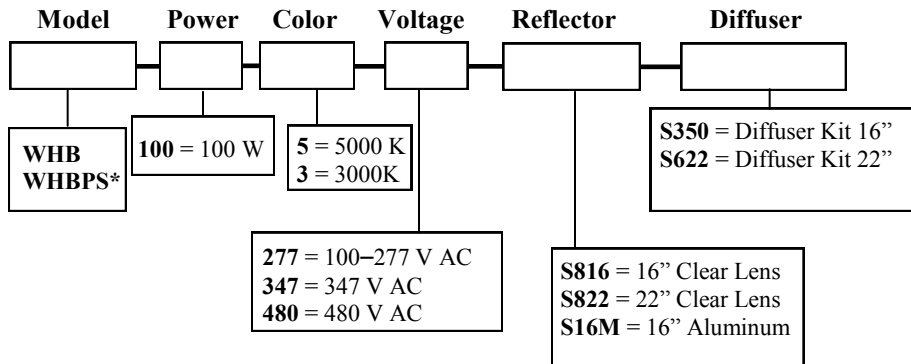 Model Power Color Voltage Reflector Diffuser
WHB
WHBPS*
100 = 100 W
5 = 5000 K
3 = 3000K
S350 = Diffuser Kit 16”
S622 = Diffuser Kit 22”
277 = 100–277 V AC
347 = 347 V AC
480 = 480 V AC
S816 = 16” Clear Lens
S822 = 22” Clear Lens
S16M = 16” Aluminum